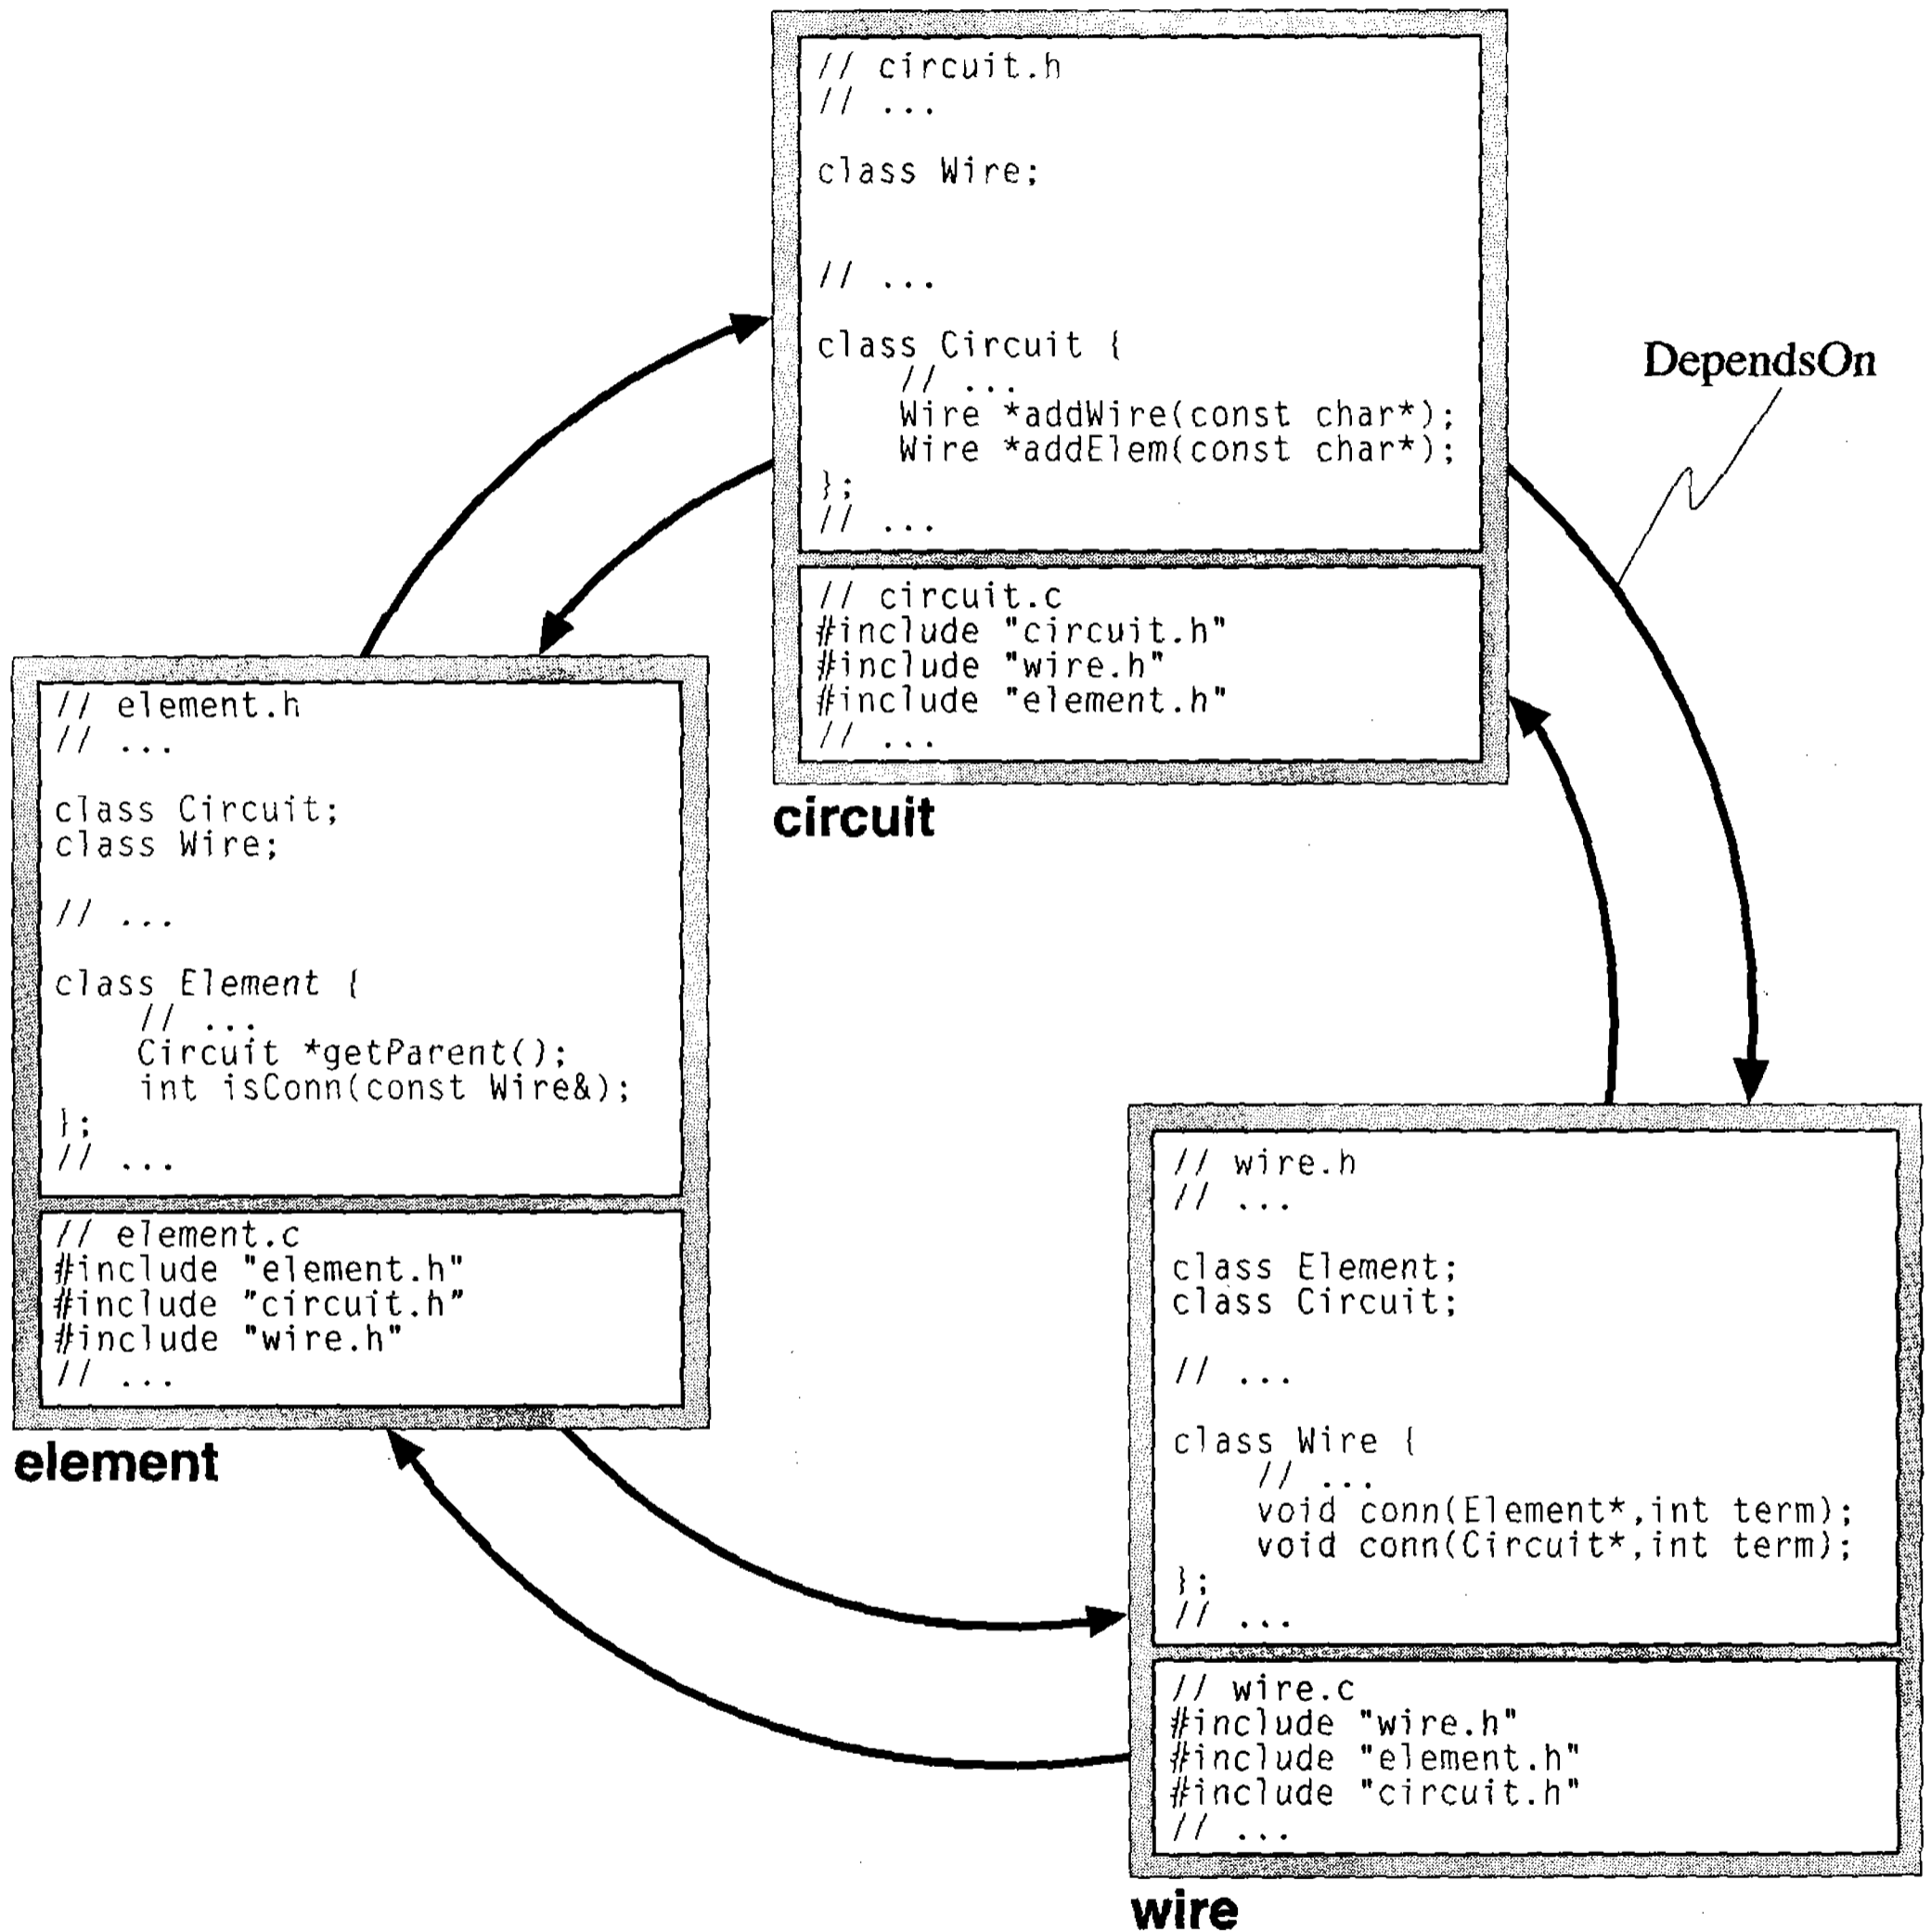 // circuit.h
// ...
class Wire;
// ...
class Circuit {
// ...
Wire *addWire(const char*);
Wire *addElem(const char*);
};
// ...
// circuit.c
#include "circuit.h"
#include "wire.h"
#include "element.h"
// ...
circuit
DependsOn
// element.h
// ...
class Circuit;
class Wire;
// ...
class Element {
// ...
Circuit *getParent();
int isConn(const Wire&);
};
// ...
// element.c
#include "element.h"
#include "circuit.h"
#include "wire.h"
// ...
element
// wire.h
// ...
class Element;
class Circuit;
// ...
class Wire {
// ...
void conn(Element*,int term);
void conn(Circuit*,int term);
};
// ...
// wire.c
#include "wire.h"
#include "element.h"
#include "circuit.h"
// ...
wire